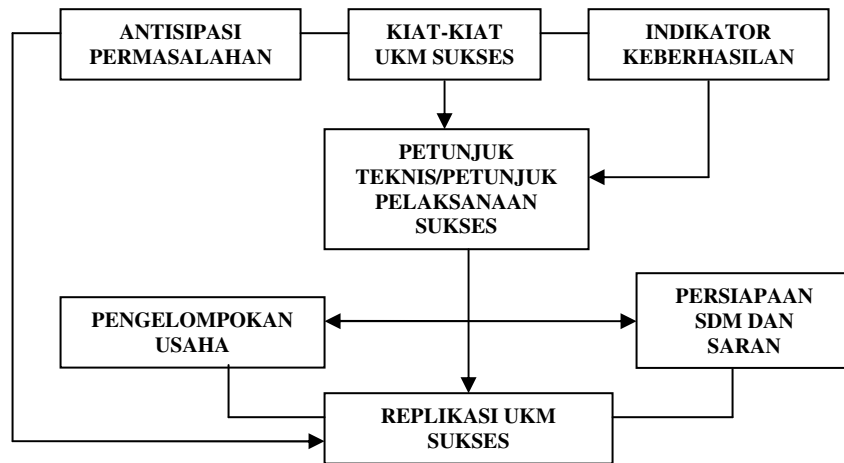 ANTISIPASI
PERMASALAHAN
KIAT-KIAT
UKM SUKSES
INDIKATOR
KEBERHASILAN
PETUNJUK
TEKNIS/PETUNJUK
PELAKSANAAN
SUKSES
PENGELOMPOKAN
USAHA
PERSIAPAAN
SDM DAN
SARAN
REPLIKASI UKM
SUKSES